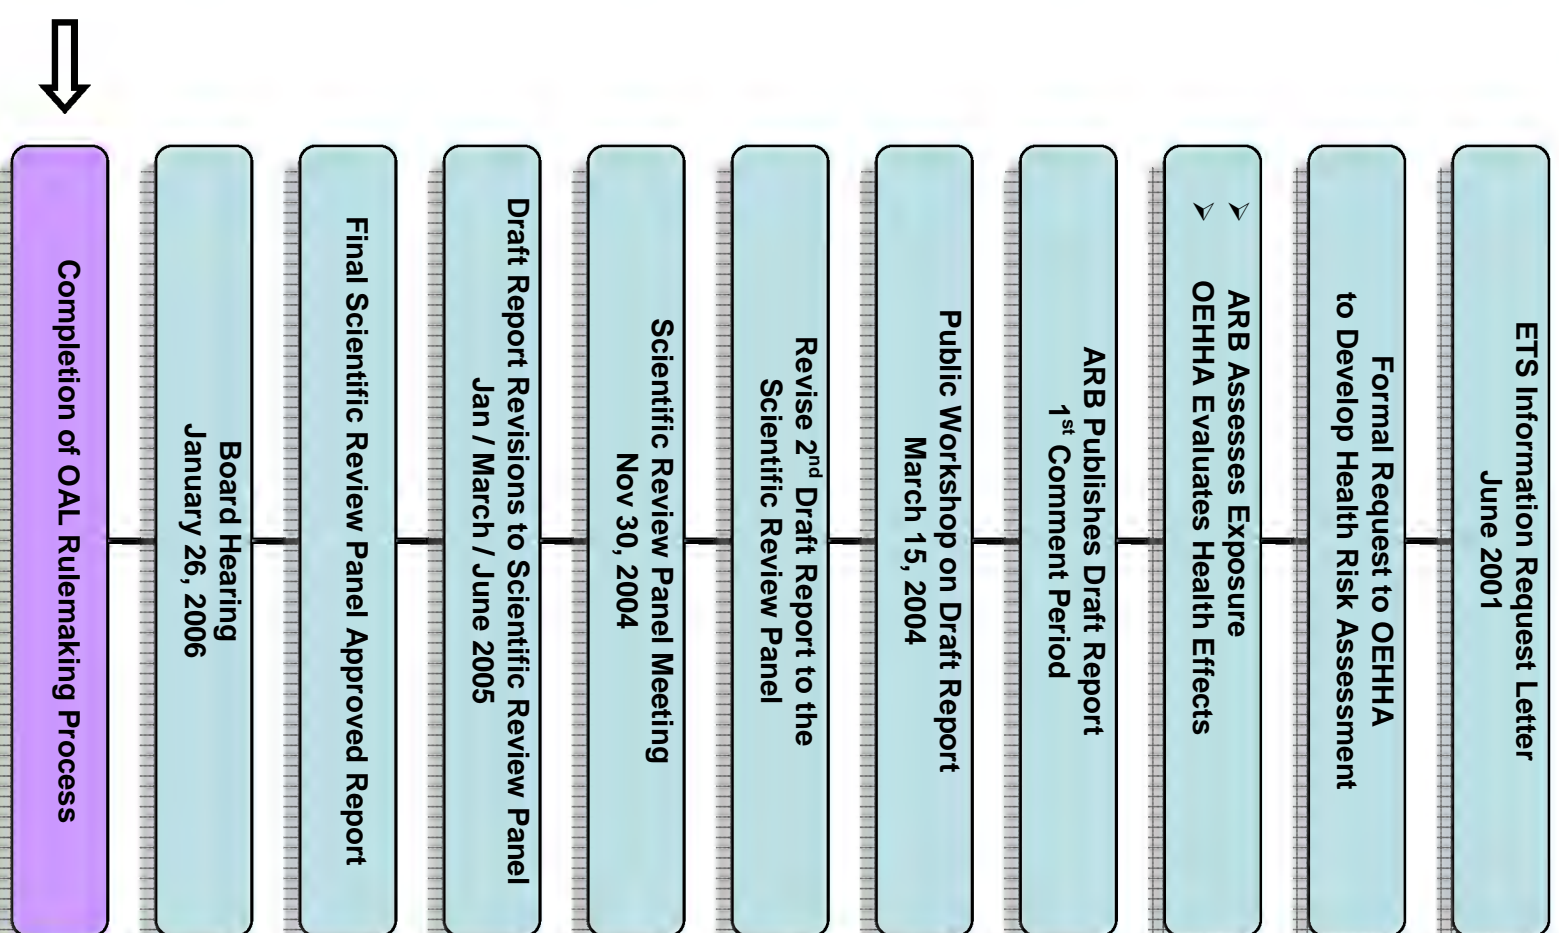 ETS Information Request Letter
June 2001
Formal Request to OEHHA
to Develop Health Risk Assessment
➢ ARB Assesses Exposure
➢ OEHHA Evaluates Health Effects
ARB Publishes Draft Report
1st Comment Period
Public Workshop on Draft Report
March 15, 2004
Revise 2nd Draft Report to the
Scientific Review Panel
Scientific Review Panel Meeting
Nov 30, 2004
Draft Report Revisions to Scientific Review Panel
Jan / March / June 2005
Final Scientific Review Panel Approved Report
Board Hearing
January 26, 2006
Completion of OAL Rulemaking Process